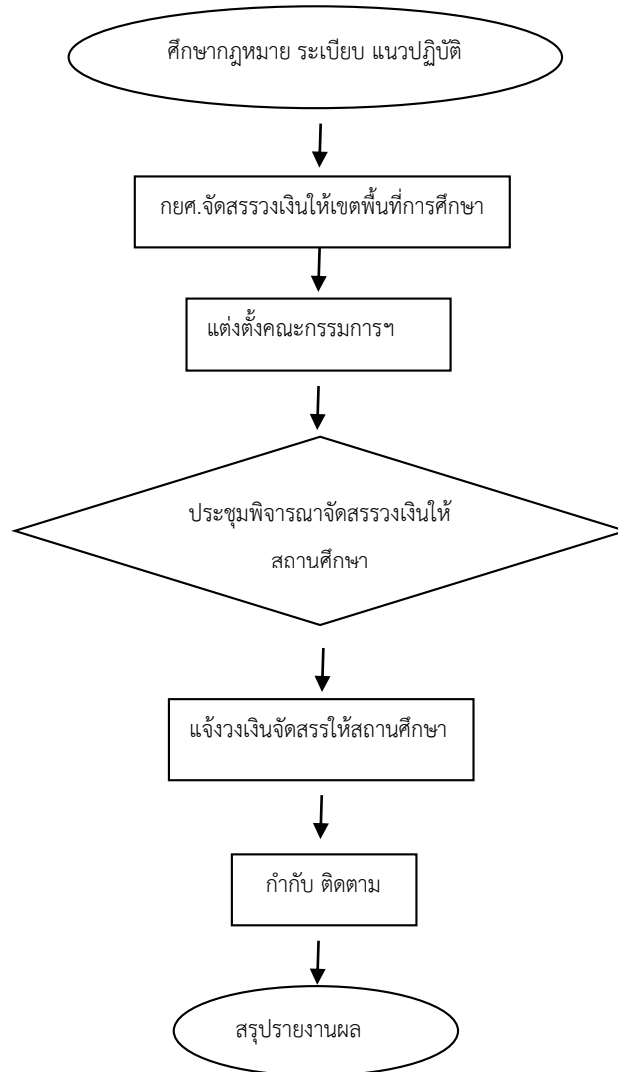 ศึกษากฎหมาย ระเบียบ แนวปฏิบัติ
กยศ.จัดสรรวงเงินให้เขตพื้นที่การศึกษา
แต่งตั้งคณะกรรมการฯ
ประชุมพิจารณาจัดสรรวงเงินให้
สถานศึกษา
แจ้งวงเงินจัดสรรให้สถานศึกษา
กำกับ ติดตาม
สรุปรายงานผล